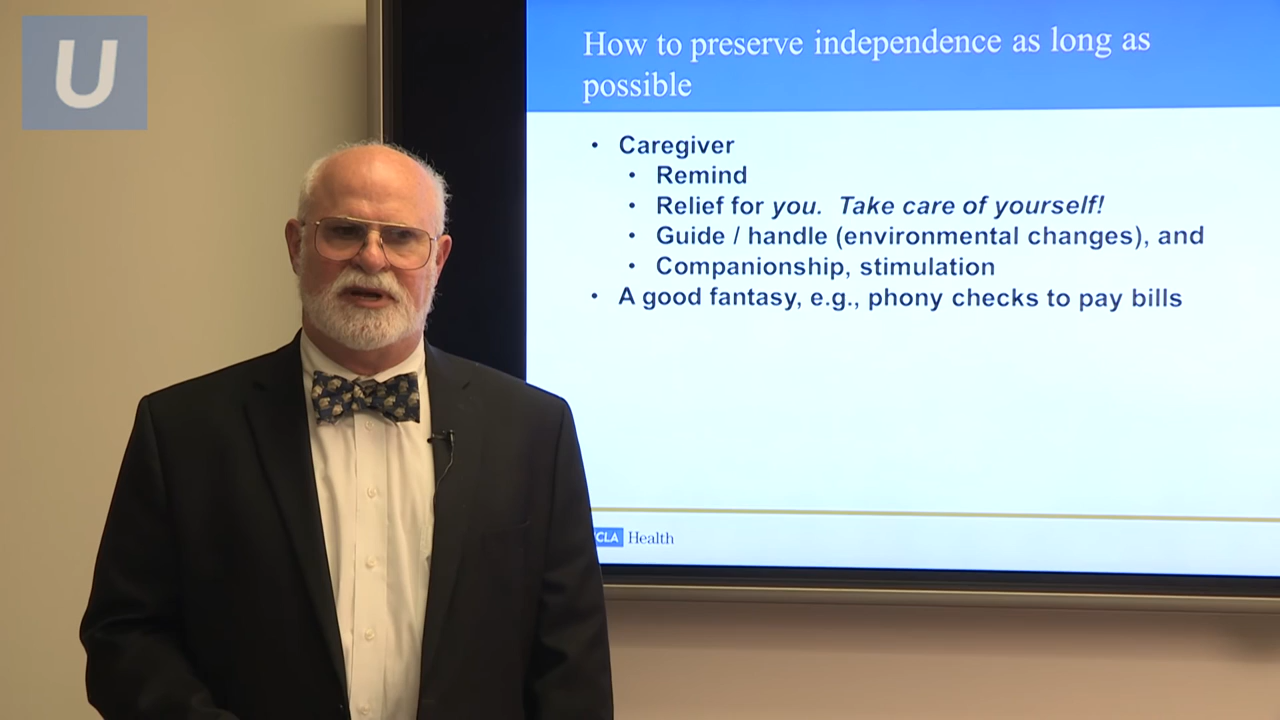 U
How to preserve independence as long as
possible
• Caregiver
• Remind
• Relief for you. Take care of yourself!
• Guide / handle (environmental changes), and
• Companionship, stimulation
• A good fantasy, e.g., phony checks to pay bills
CLA Health